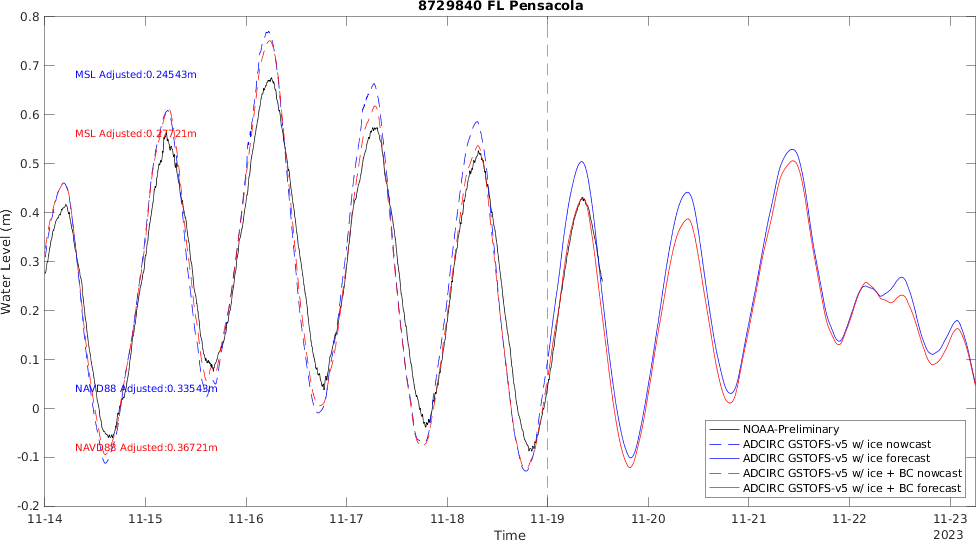 8729840 FL Pensacola
0.8
0.7
0.6
0.5
0.4
0.3
0.2
0.1
0
-0.1
-0.2
Water Level (m)
MSL Adjusted:0.24543m
MSL Adjusted:0.27721m
NAVD88 Adjusted:0.33543m
NAVD88 Adjusted:0.36721m
NOAA-Preliminary
ADCIRC GSTOFS-v5 w/ ice nowcast
ADCIRC GSTOFS-v5 w/ ice forecast
ADCIRC GSTOFS-v5 w/ ice + BC nowcast
ADCIRC GSTOFS-v5 w/ ice + BC forecast
11-14 11-15 11-16 11-17 11-18 11-19 11-20 11-21 11-22 11-23
Time
2023